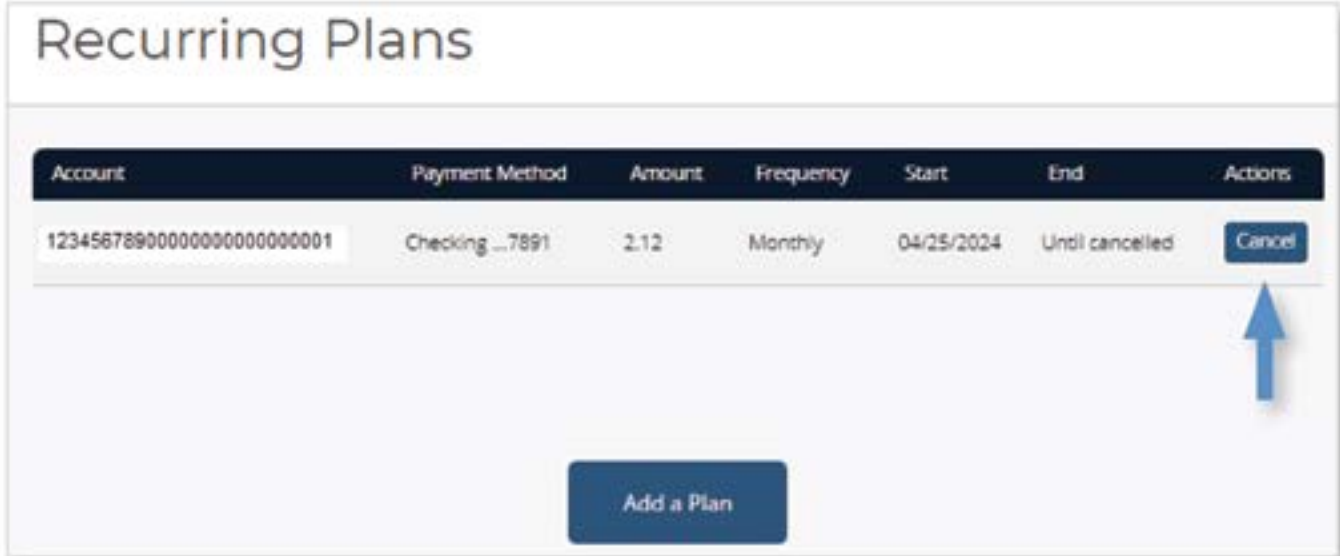 Recurring Plans
Account Payment Method Amount Frequency Start End Actions
123456789000000000000000001 Checking ...7891 2.12 Monthly 04/25/2024 Until cancelled Cancel
Add a Plan